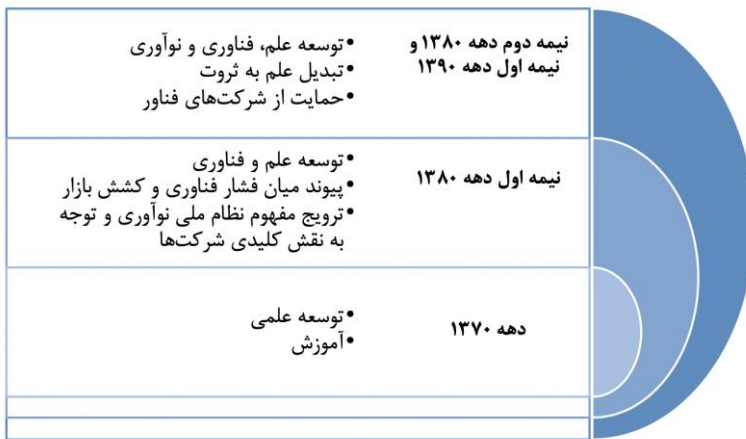 نیمه دوم دهه ۱۳۸۰ و
نیمه اول دهه ۱۳۹۰
•توسعه علم، فناوری و نوآوری
•تبدیل علم به ثروت
•حمایت از شرکت‌های فناور
نیمه اول دهه ۱۳۸۰
•توسعه علم و فناوری
•پیوند میان فشار فناوری و کشش بازار
•ترویج مفهوم نظام ملی نوآوری و توجه
به نقش کلیدی شرکت‌ها
دهه ۱۳۷۰
•توسعه علمی
•آموزش